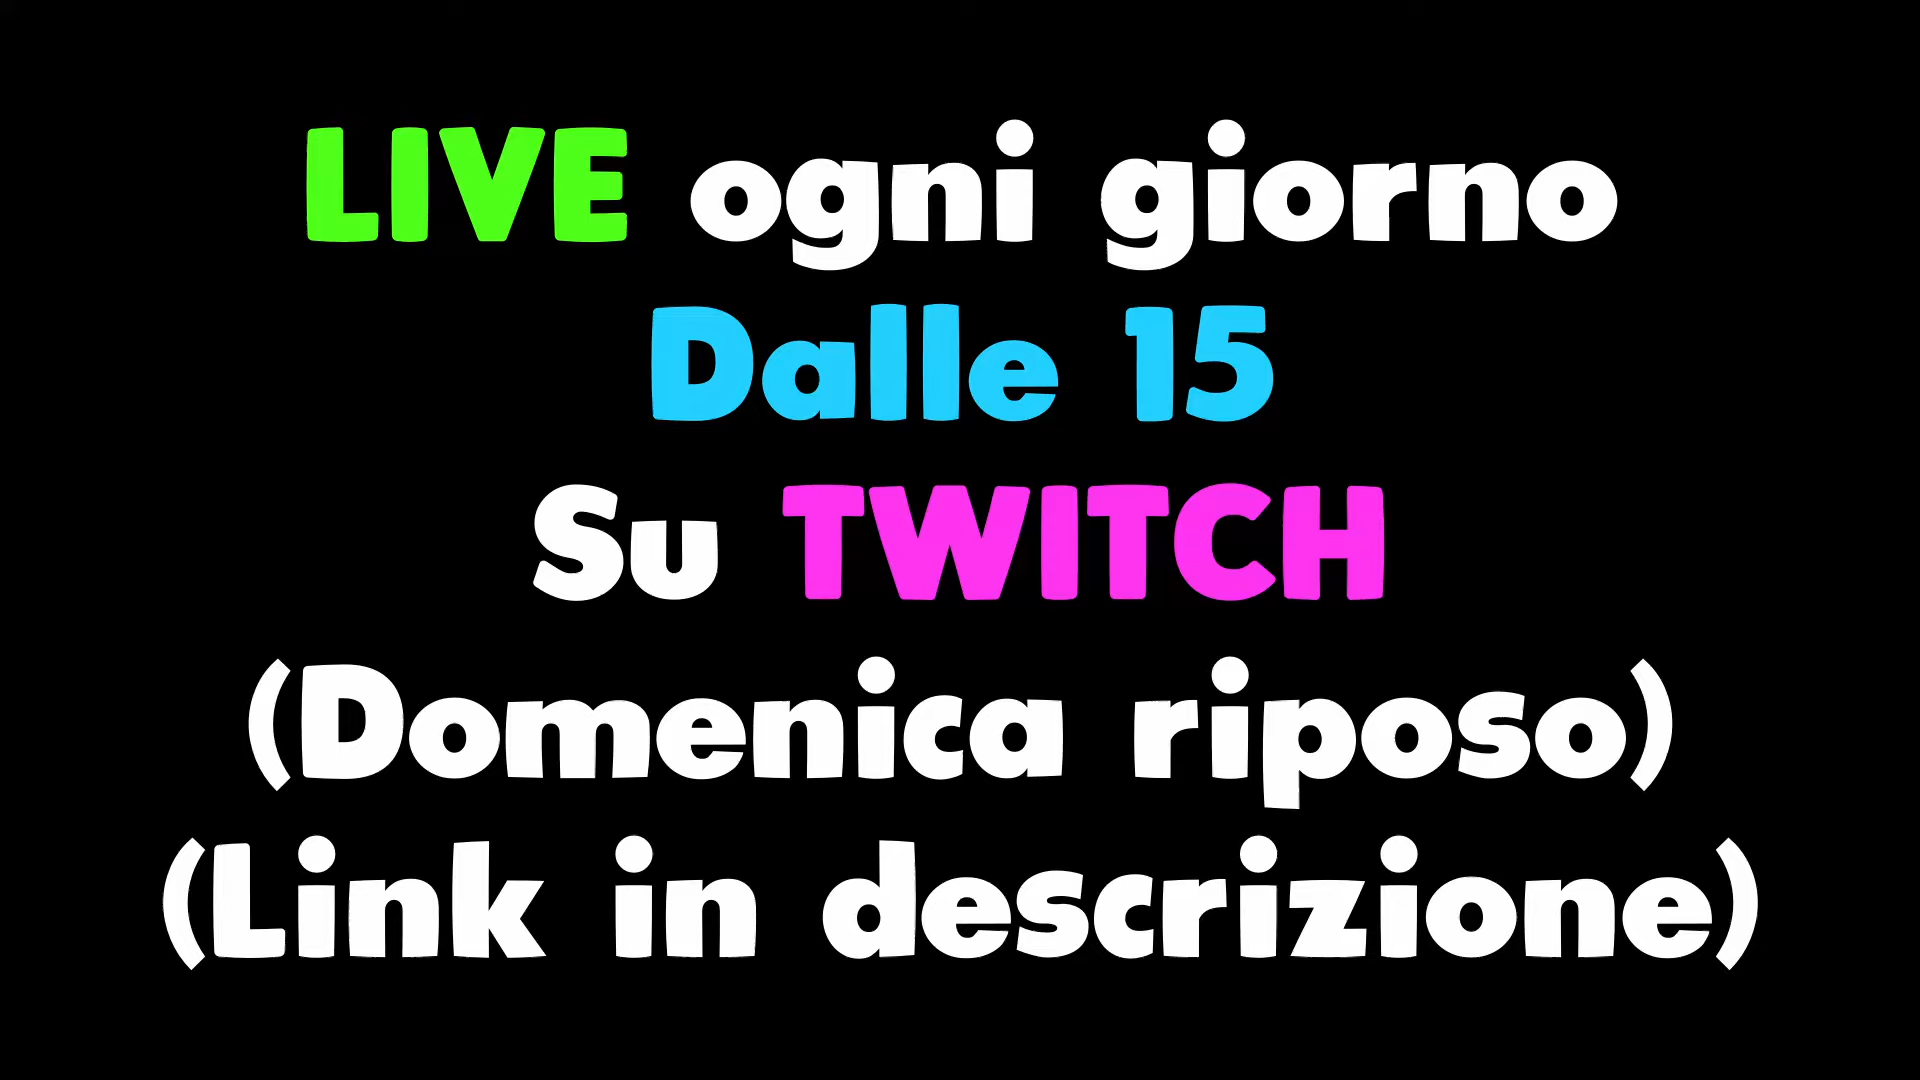 LIVE ogni giorno
Dalle 15
Su TWITCH
(Domenica riposo)
(Link in descrizione)